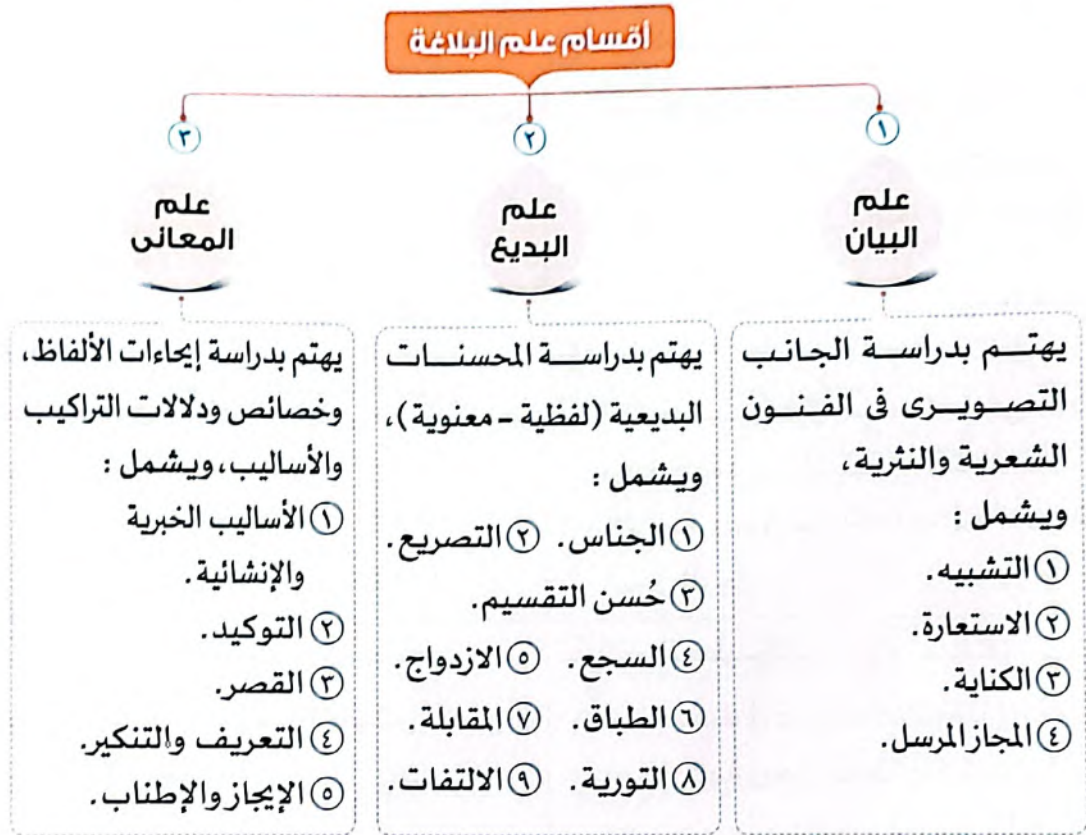 أقسام علم البلاغة
١
علم
البيان
يهتم بدراسة الجانب
التصويرى فى الفنون
الشعرية والنثرية،
ويشمل :
١ التشبيه.
٢ الاستعارة.
٣ الكناية.
٤ المجاز المرسل.
٢
علم
البديع
يهتم بدراسة المحسنات
البديعية (لفظية - معنوية)،
ويشمل :
١ الجناس. ٢ التصريع.
٣ حُسن التقسيم.
٤ السجع. ٥ الازدواج.
٦ الطباق. ٧ المقابلة.
٨ التورية. ٩ الالتفات.
٣
علم
المعانى
يهتم بدراسة إيحاءات الألفاظ،
وخصائص ودلالات التراكيب
والأساليب، ويشمل :
١ الأساليب الخبرية
والإنشائية.
٢ التوكيد.
٣ القصر.
٤ التعريف والتنكير.
٥ الإيجاز والإطناب.